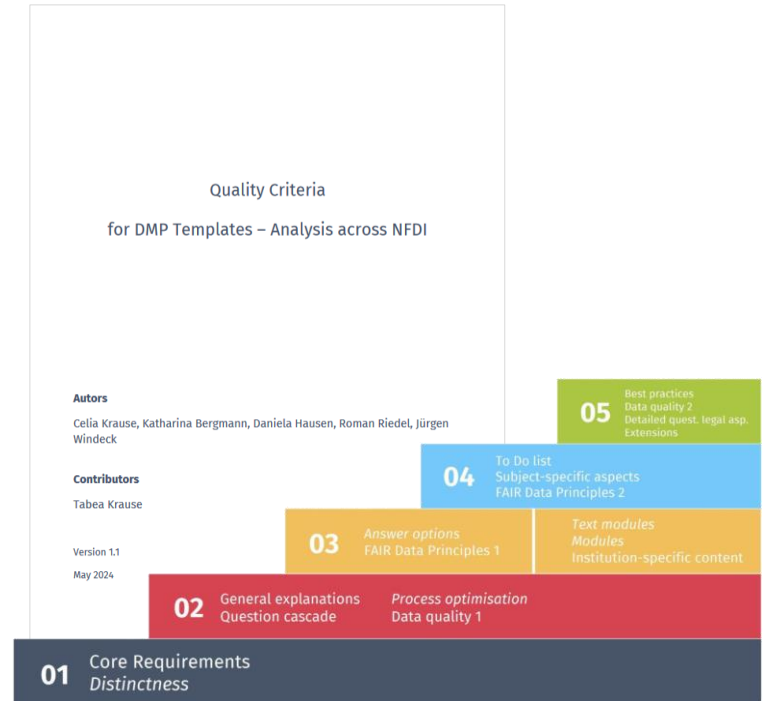 Quality Criteria
for DMP Templates – Analysis across NFDI
Autors
Celia Krause, Katharina Bergmann, Daniela Hausen, Roman Riedel, Jürgen
Windeck
Contributors
Tabea Krause
Version 1.1
May 2024
05
Best practices
Data quality 2
Detailed quest. legal asp.
Extensions
04
To Do list
Subject-specific aspects
FAIR Data Principles 2
03
Answer options
FAIR Data Principles 1
Text modules
Modules
Institution-specific content
02
General explanations
Question cascade
Process optimisation
Data quality 1
01
Core Requirements
Distinctness